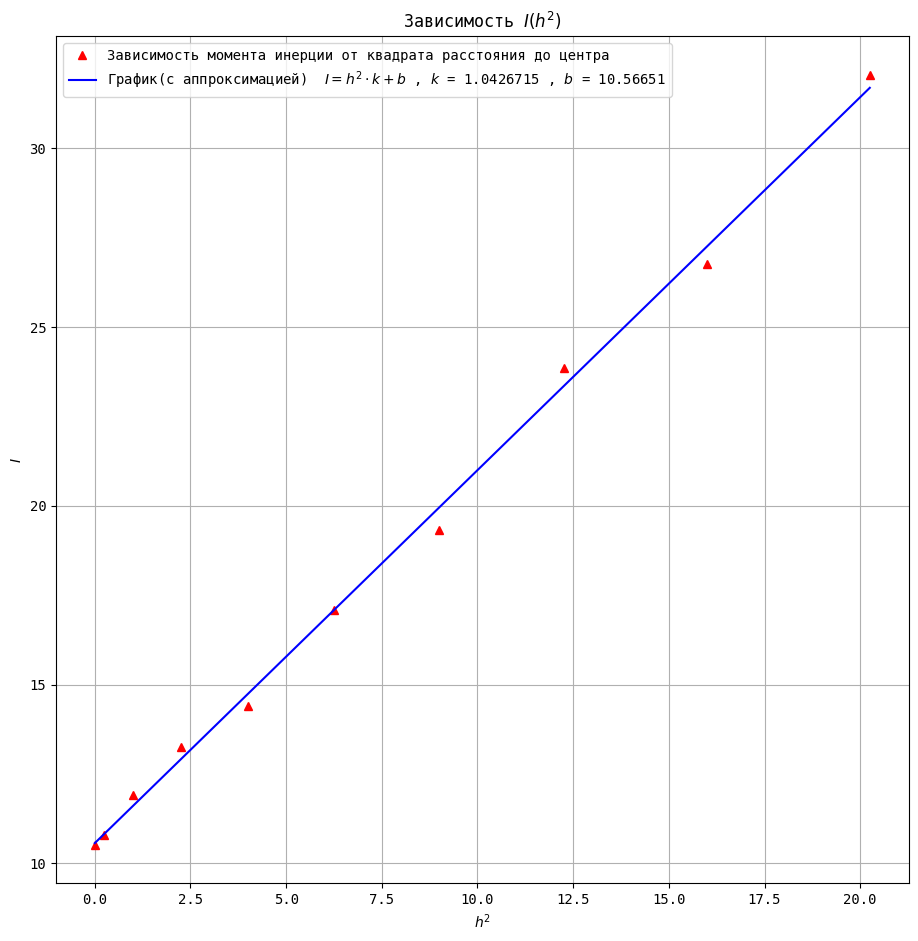 Зависимость I(h²)
Зависимость момента инерции от квадрата расстояния до центра
График(с аппроксимацией) I = h² · k + b , k = 1.0426715 , b = 10.56651
30
25
20
15
10
I
0.0 2.5 5.0 7.5 10.0 12.5 15.0 17.5 20.0
h²